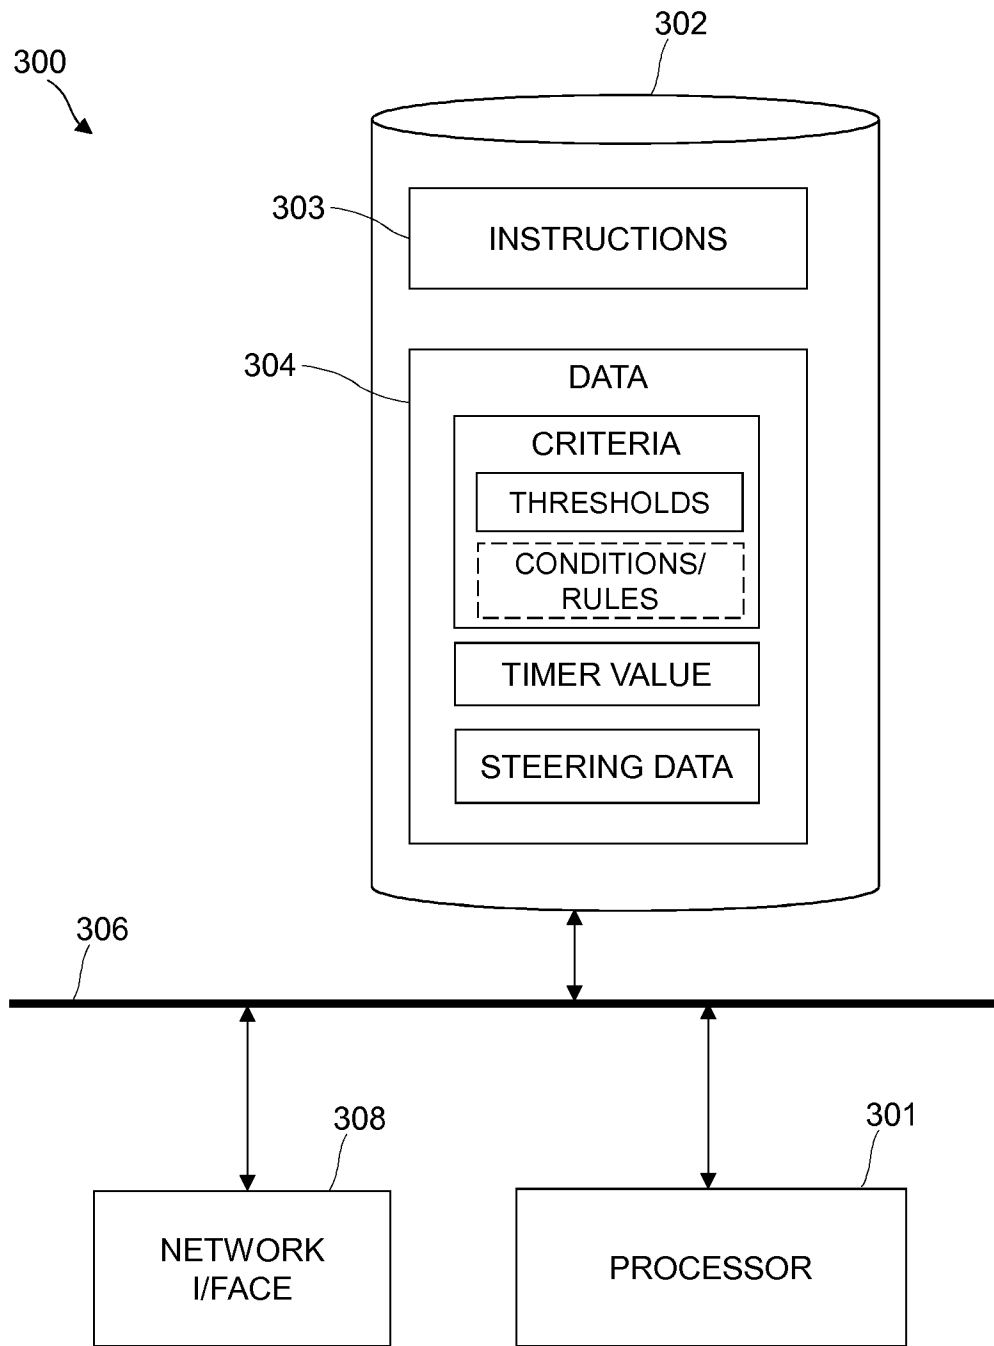 302
300
303
INSTRUCTIONS
304
DATA
CRITERIA
THRESHOLDS
CONDITIONS/
RULES
TIMER VALUE
STEERING DATA
306
308
301
NETWORK
I/FACE
PROCESSOR